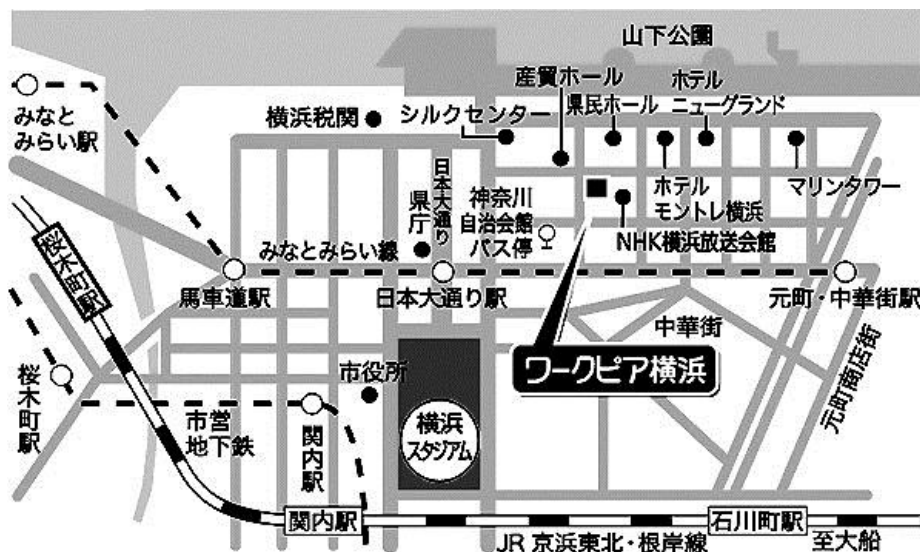 山下公園
産貿ホール
ホテル
ニューグランド
県民ホール
シルクセンター
横浜税関
みなと
みらい駅
日本大通り
神奈川
自治会館
バス停
県庁
ホテル
モントレ横浜
マリンタワー
NHK横浜放送会館
みなとみらい線
桜木町駅
馬車道駅
日本大通り駅
元町・中華街駅
中華街
ワークピア横浜
元町商店街
桜木町駅
市役所
市営
地下鉄
関内駅
横浜
スタジアム
関内駅
石川町駅
JR 京浜東北・根岸線
至大船